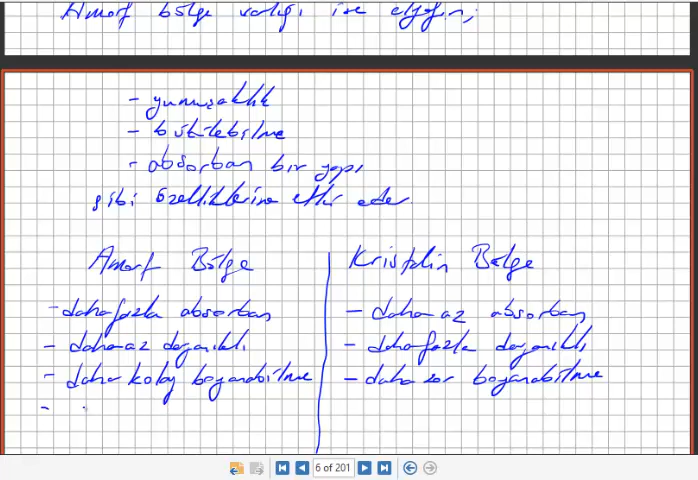 Amorf bölge varlığı ise elyafın;
- yumuşaklık
- bükülebilme
- absorban bir yapı
gibi özelliklerine etki eder.
Amorf Bölge
- daha fazla absorban
- daha az dayanıklı
- daha kolay boyanabilme
-
Kristalin Bölge
- daha az absorban
- daha fazla dayanıklı
- daha zor boyanabilme
6 of 201